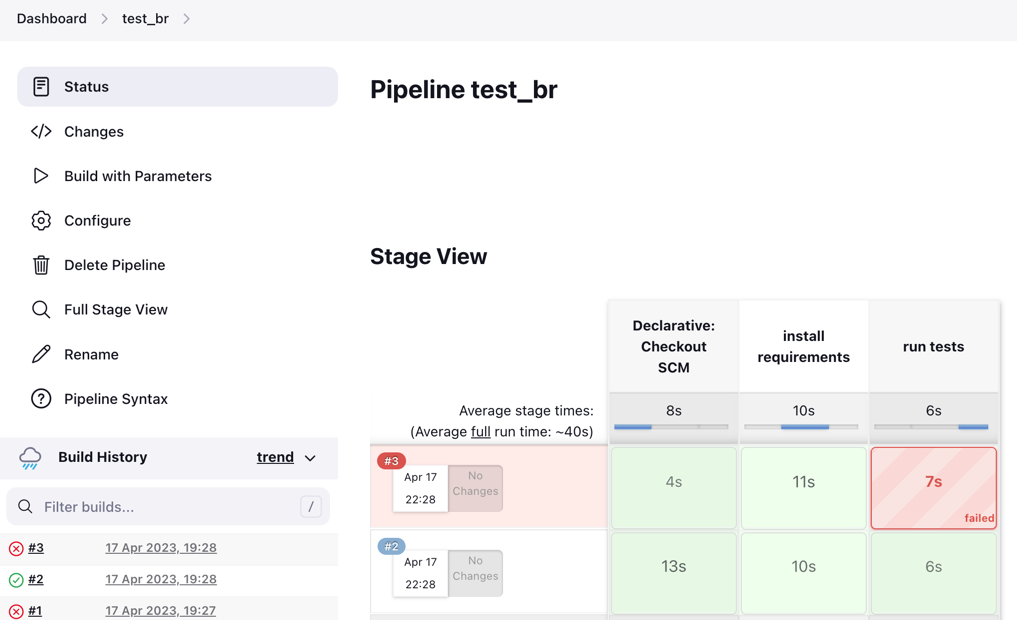 Dashboard
test_br
Status
Changes
Build with Parameters
Configure
Delete Pipeline
Full Stage View
Rename
Pipeline Syntax
Build History
trend
Filter builds...
/
#3
17 Apr 2023, 19:28
#2
17 Apr 2023, 19:28
#1
17 Apr 2023, 19:27
Pipeline test_br
Stage View
Declarative:
Checkout
SCM
install
requirements
run tests
Average stage times:
(Average full run time: ~40s)
8s
10s
6s
#3
Apr 17
22:28
No
Changes
4s
11s
7s
failed
#2
Apr 17
22:28
No
Changes
13s
10s
6s